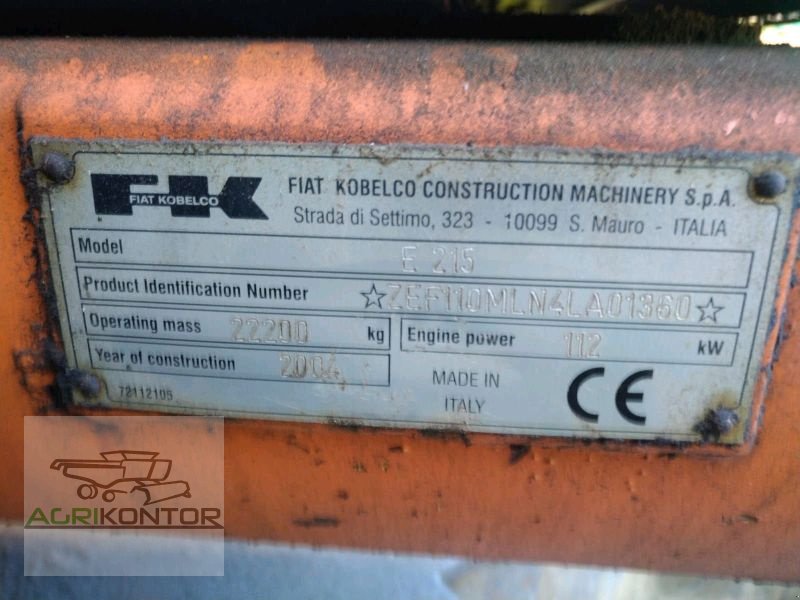 FK
FIAT KOBELCO
FIAT KOBELCO CONSTRUCTION MACHINERY S.p.A.
Strada di Settimo, 323 - 10099 S. Mauro - ITALIA
Model E 215
Product Identification Number ☆ZEF110MLN4LA01360☆
Operating mass 22200 kg
Engine power 112 kW
Year of construction 2004
MADE IN
ITALY
CE
72112105
AGRIKONTOR